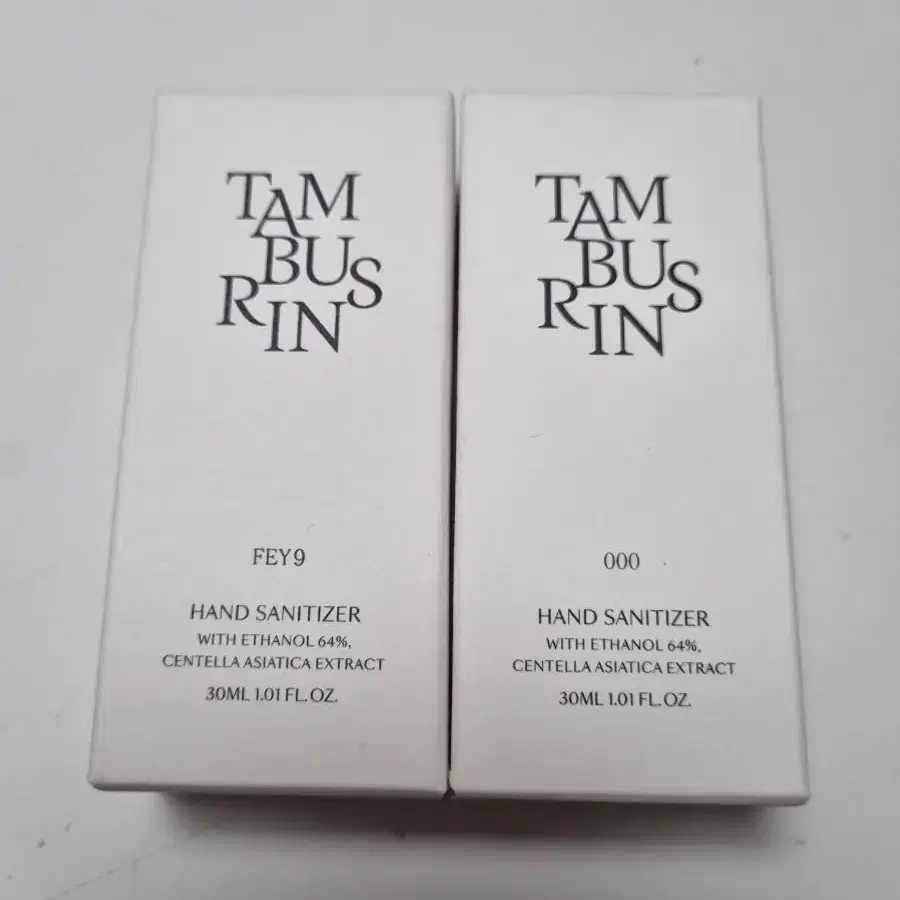 TAM
BUS
RIN
FEY9
HAND SANITIZER
WITH ETHANOL 64%,
CENTELLA ASIATICA EXTRACT
30ML 1.01 FL. OZ.
TAM
BUS
RIN
000
HAND SANITIZER
WITH ETHANOL 64%,
CENTELLA ASIATICA EXTRACT
30ML 1.01 FL. OZ.